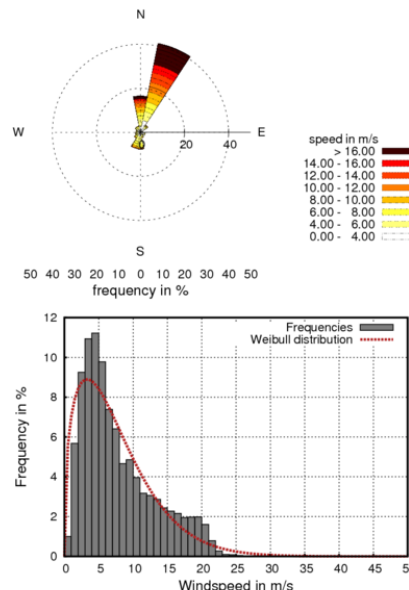 N
W
E
0 20 40
S
speed in m/s
> 16.00
14.00 - 16.00
12.00 - 14.00
10.00 - 12.00
8.00 - 10.00
6.00 - 8.00
4.00 - 6.00
0.00 - 4.00
50 40 30 20 10 0 10 20 30 40 50
frequency in %
Frequencies
Weibull distribution
12
10
8
6
4
2
0
Frequency in %
0 5 10 15 20 25 30 35 40 45 50
Windspeed in m/s